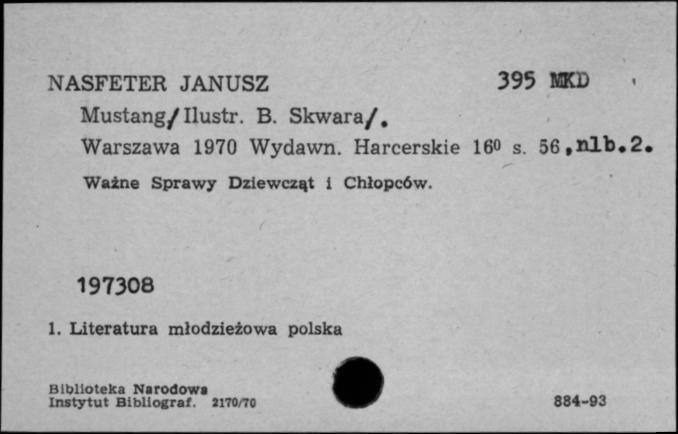 NASFETER JANUSZ 395 MKD
Mustang/Ilustr. B. Skwara/.
Warszawa 1970 Wydawn. Harcerskie 16⁰ s. 56,nlb.2.
Ważne Sprawy Dziewcząt i Chłopców.
197308
1. Literatura młodzieżowa polska
Biblioteka Narodowa
Instytut Bibliograf. 2170/70 884-93